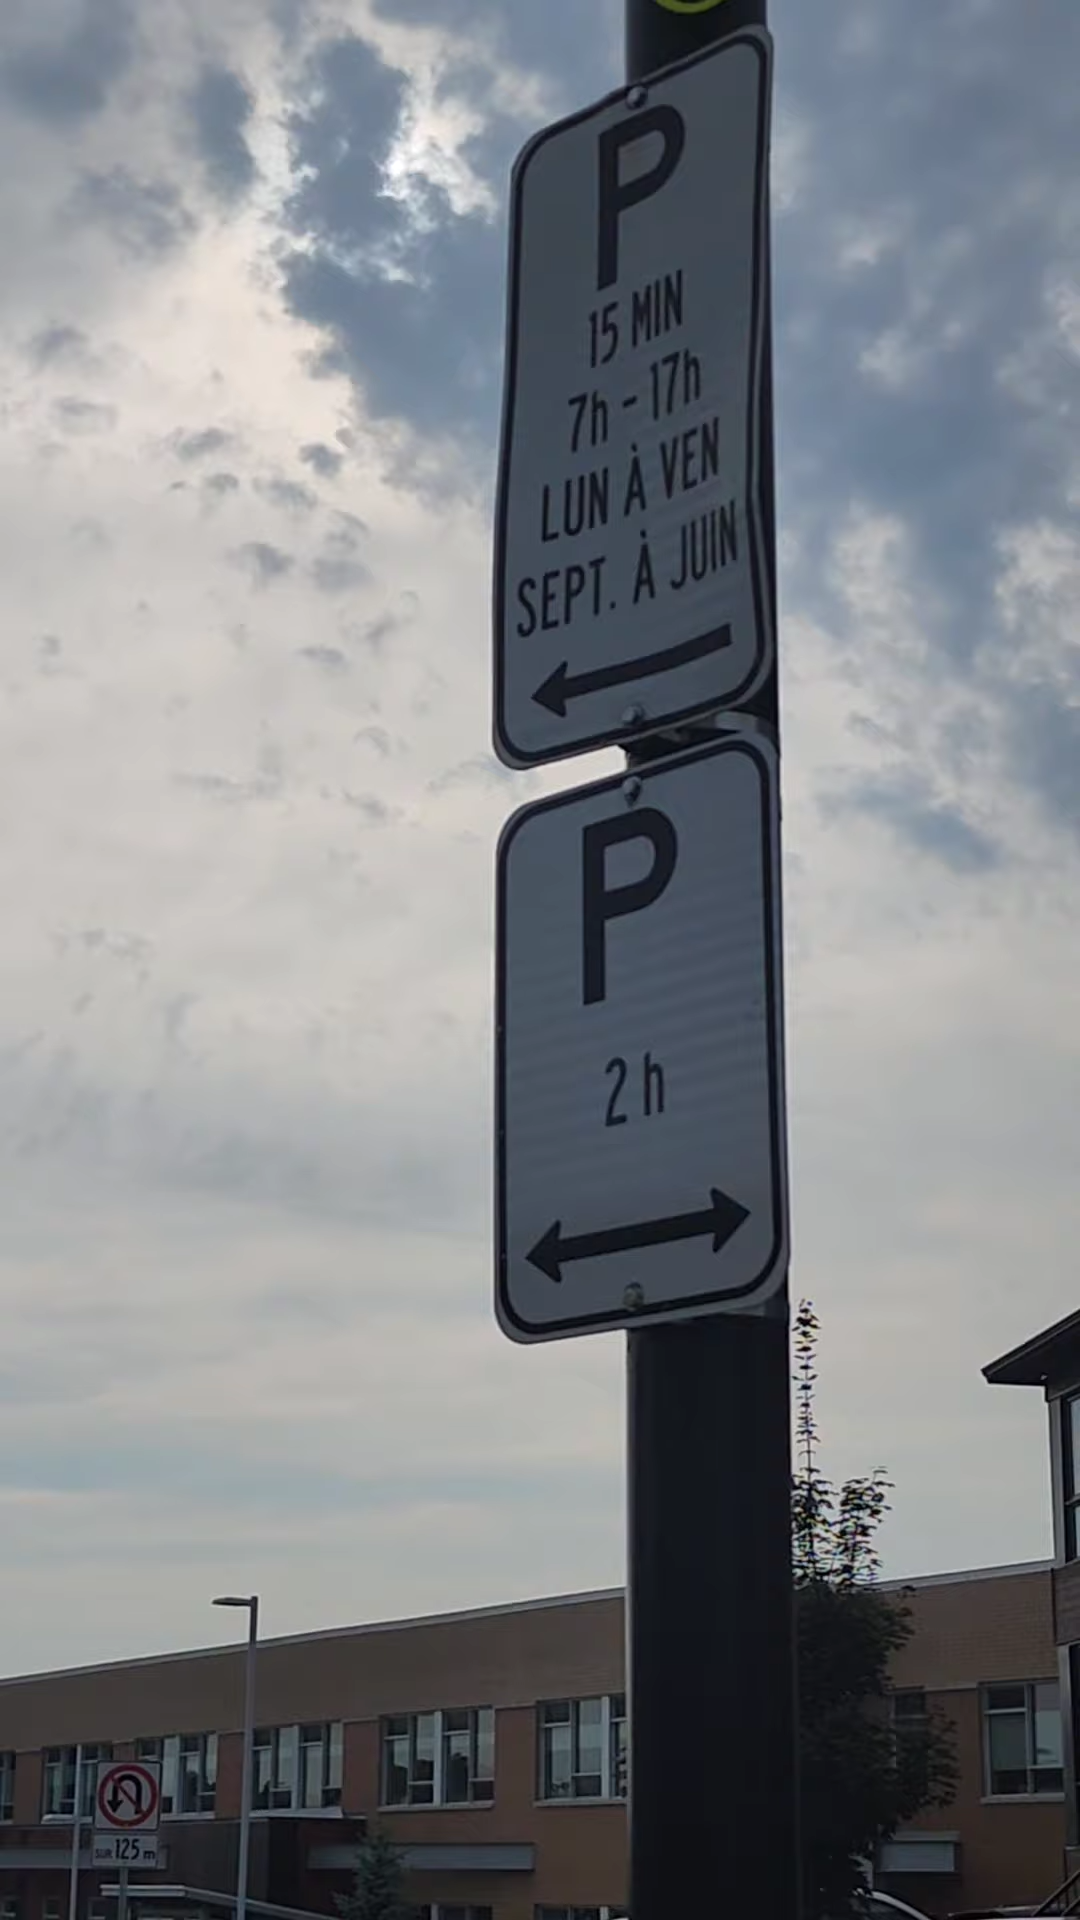 P
15 MIN
7h - 17h
LUN À VEN
SEPT. À JUIN
P
2 h
SUR 125 m